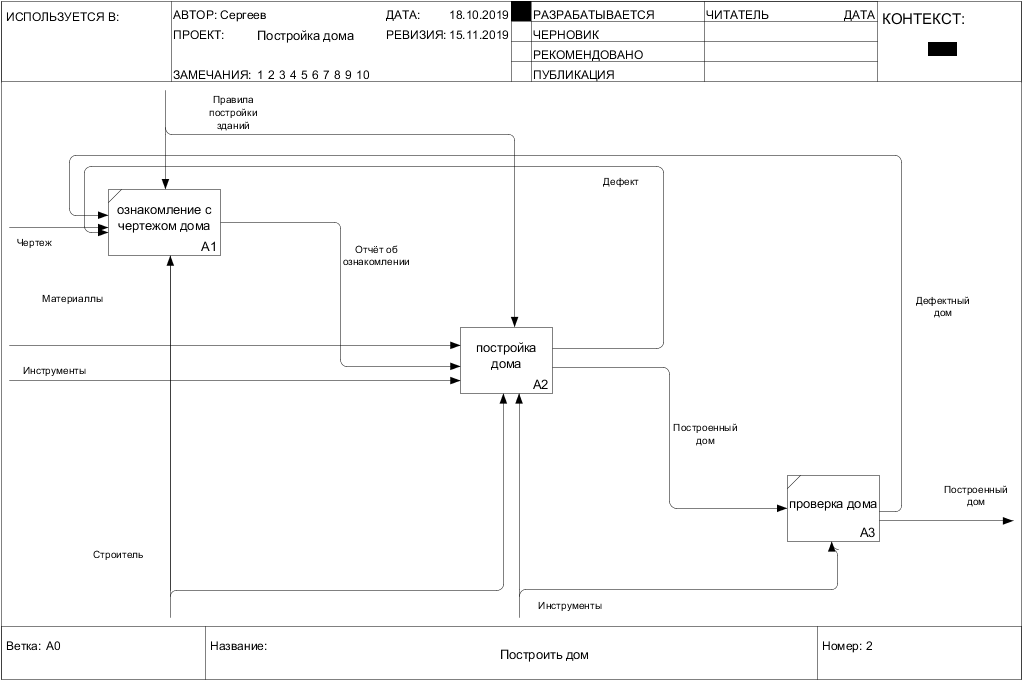 ИСПОЛЬЗУЕТСЯ В:
АВТОР: Сергеев
ДАТА: 18.10.2019
ПРОЕКТ: Постройка дома
РЕВИЗИЯ: 15.11.2019
ЗАМЕЧАНИЯ: 1 2 3 4 5 6 7 8 9 10
РАЗРАБАТЫВАЕТСЯ
ЧЕРНОВИК
РЕКОМЕНДОВАНО
ПУБЛИКАЦИЯ
ЧИТАТЕЛЬ
ДАТА
КОНТЕКСТ:
Правила
постройки
зданий
Дефект
ознакомление с
чертежом дома
A1
Чертеж
Отчёт об
ознакомлении
Материаллы
Дефектный
дом
постройка
дома
A2
Инструменты
Построенный
дом
проверка дома
A3
Построенный
дом
Строитель
Инструменты
Ветка: A0
Название:
Построить дом
Номер: 2